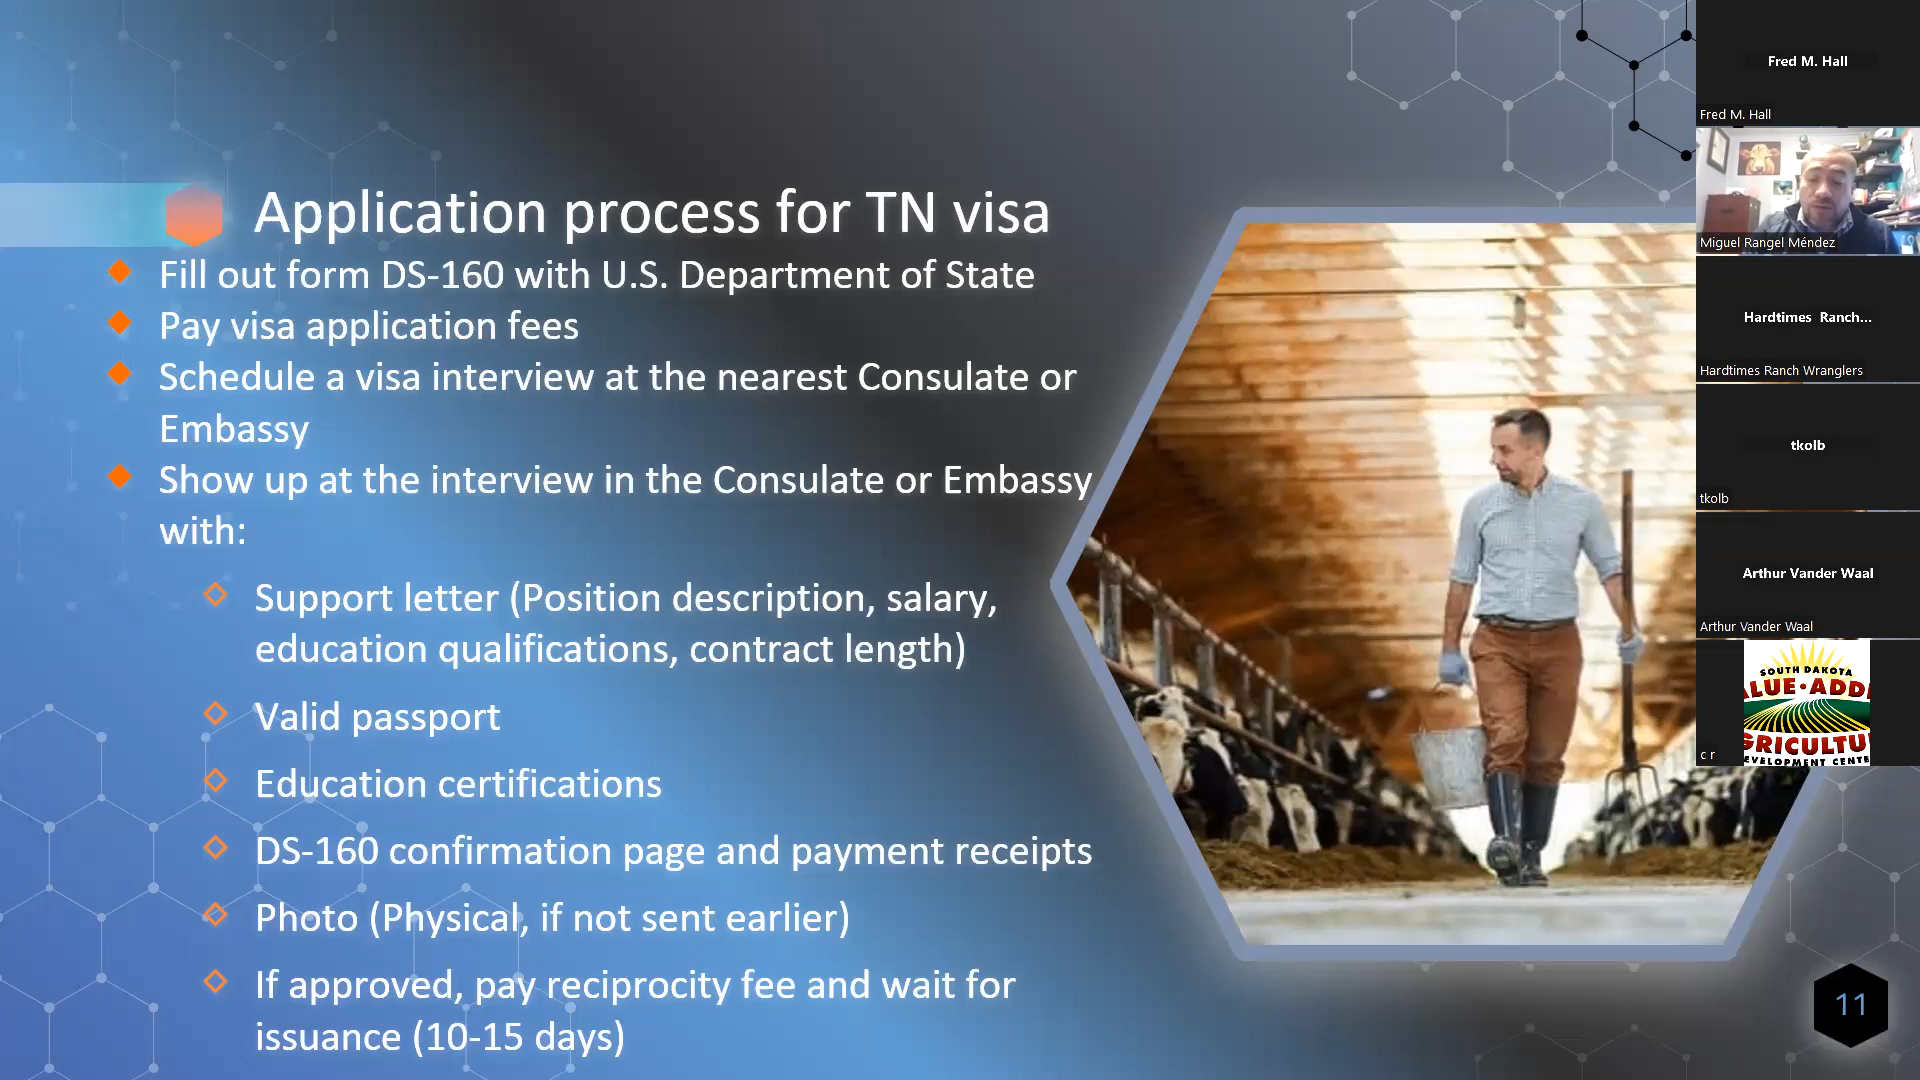 Application process for TN visa
Fill out form DS-160 with U.S. Department of State
Pay visa application fees
Schedule a visa interview at the nearest Consulate or
Embassy
Show up at the interview in the Consulate or Embassy
with:
Support letter (Position description, salary,
education qualifications, contract length)
Valid passport
Education certifications
DS-160 confirmation page and payment receipts
Photo (Physical, if not sent earlier)
If approved, pay reciprocity fee and wait for
issuance (10-15 days)
11
Fred M. Hall
Fred M. Hall
Miguel Rangel Méndez
Hardtimes Ranch...
Hardtimes Ranch Wranglers
tkolb
tkolb
Arthur Vander Waal
Arthur Vander Waal
SOUTH DAKOTA
ALUE·ADD
GRICULTU
EVELOPMENT CENTE
c r